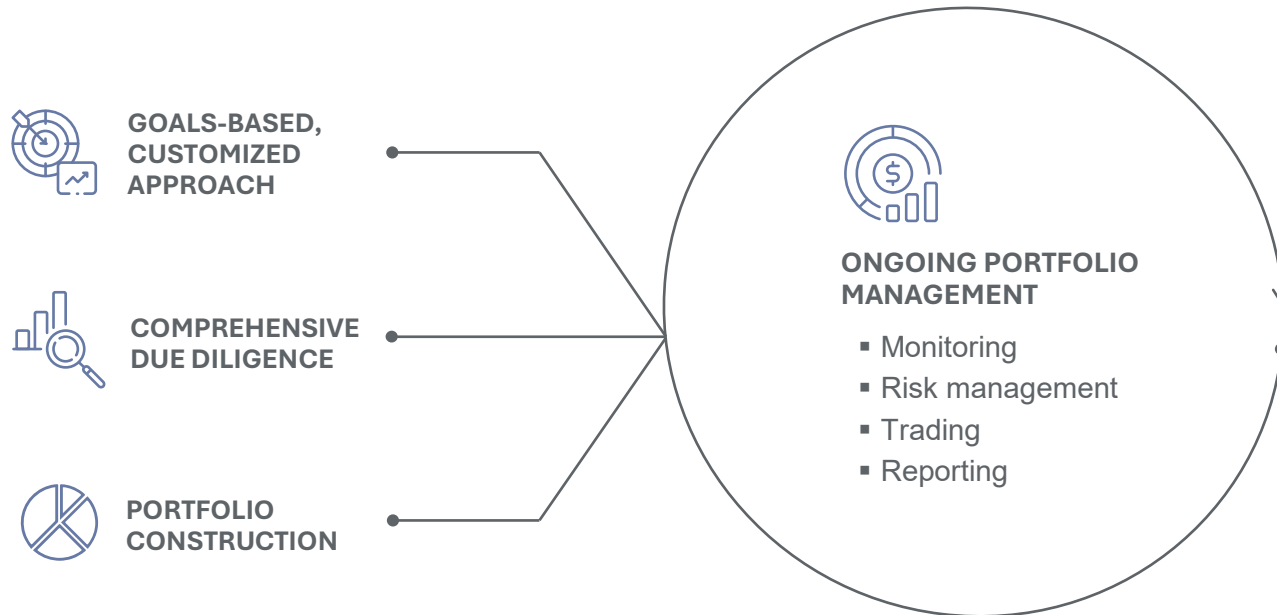 GOALS-BASED,
CUSTOMIZED
APPROACH
COMPREHENSIVE
DUE DILIGENCE
PORTFOLIO
CONSTRUCTION
$
ONGOING PORTFOLIO
MANAGEMENT
▪ Monitoring
▪ Risk management
▪ Trading
▪ Reporting